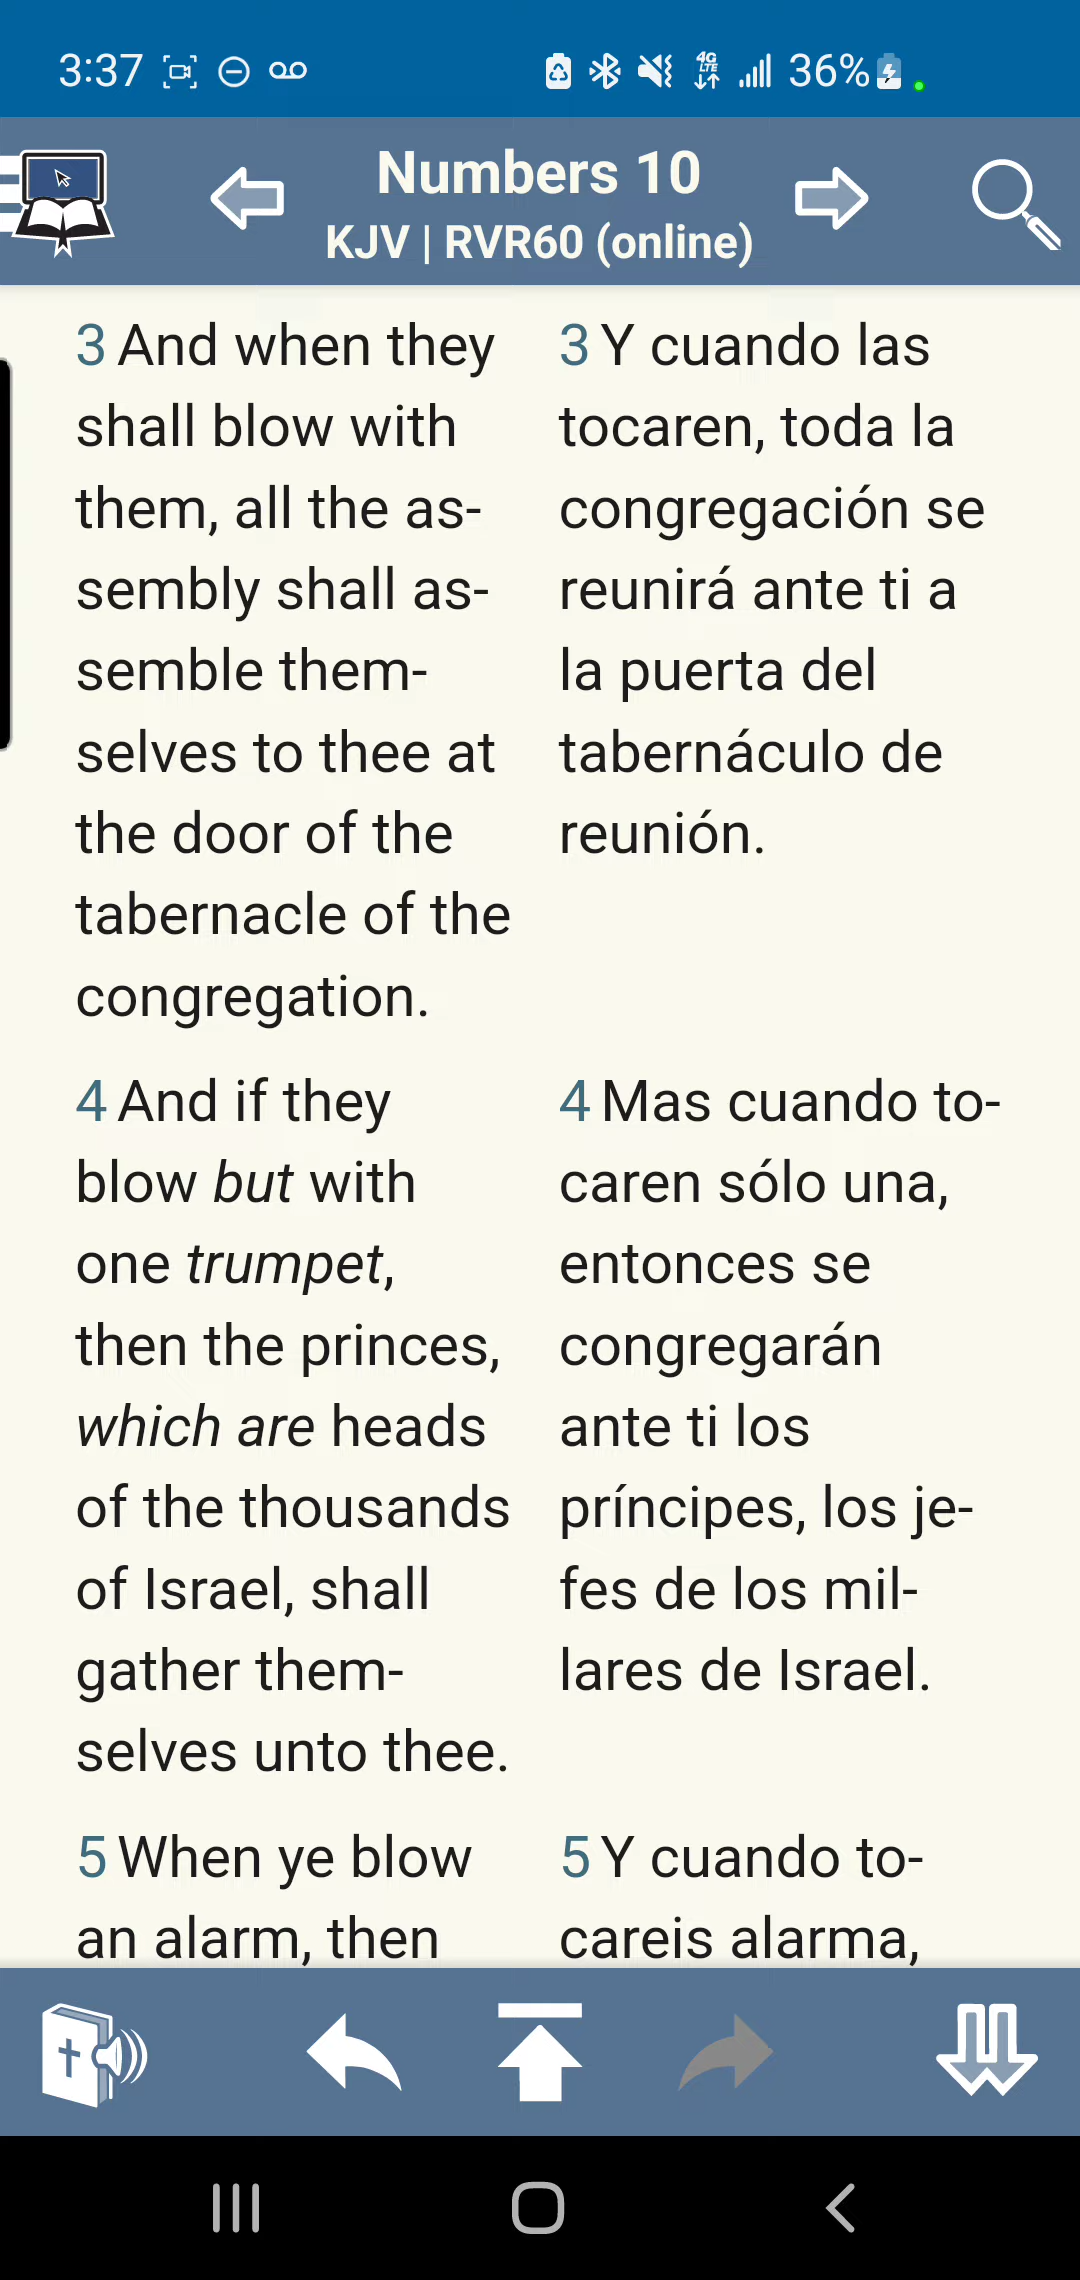 3:37
4G
LTE
36%
Numbers 10
KJV | RVR60 (online)
3 And when they
shall blow with
them, all the as-
sembly shall as-
semble them-
selves to thee at
the door of the
tabernacle of the
congregation.
4 And if they
blow but with
one trumpet,
then the princes,
which are heads
of the thousands
of Israel, shall
gather them-
selves unto thee.
5 When ye blow
an alarm, then
3 Y cuando las
tocaren, toda la
congregación se
reunirá ante ti a
la puerta del
tabernáculo de
reunión.
4 Mas cuando to-
caren sólo una,
entonces se
congregarán
ante ti los
príncipes, los je-
fes de los mil-
lares de Israel.
5 Y cuando to-
careis alarma,